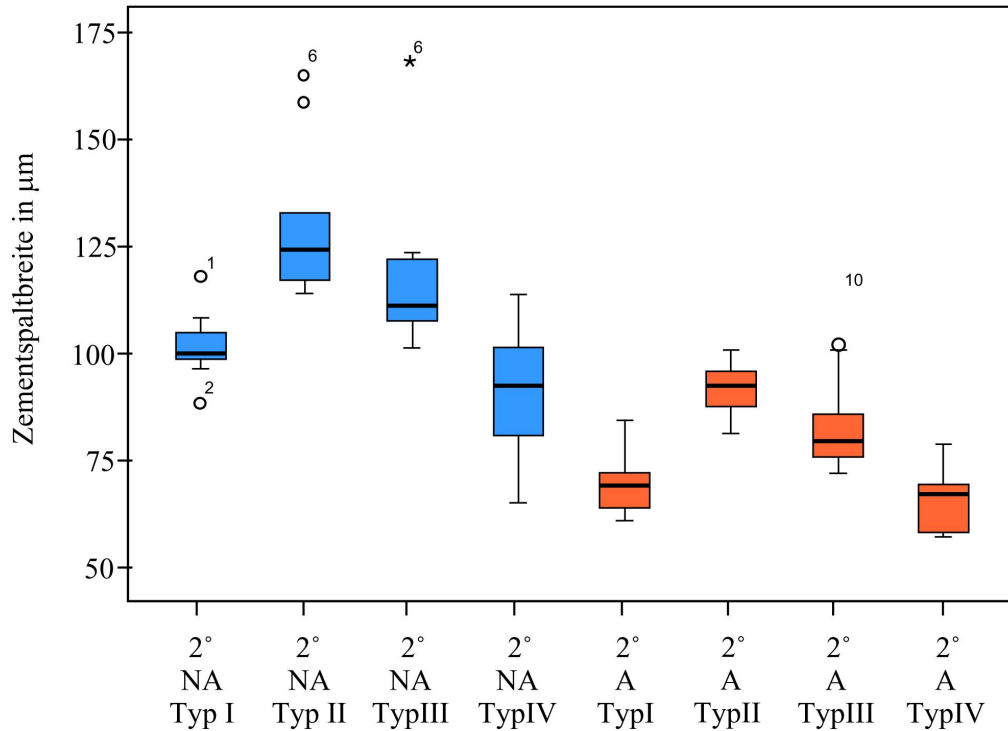 Zementspaltbreite in µm
175
150
125
100
75
50
1
2
6
6
10
2° NA Typ I
2° NA Typ II
2° NA TypIII
2° NA TypIV
2° A TypI
2° A TypII
2° A TypIII
2° A TypIV